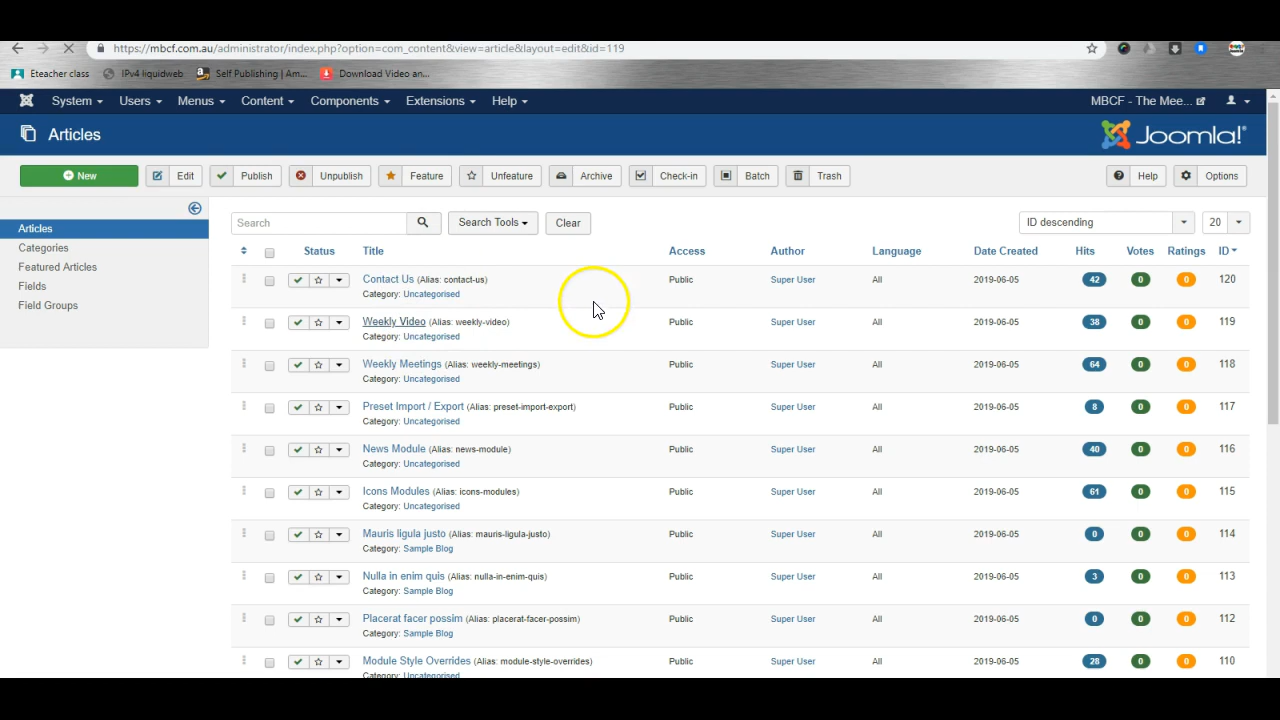 https://mbcf.com.au/administrator/index.php?option=com_content&view=article&layout=edit&id=119
Eteacher class IPv4 liquidweb Self Publishing | Am... Download Video an...
System Users Menus Content Components Extensions Help MBCF - The Mee...
Articles Joomla!®
New Edit Publish Unpublish Feature Unfeature Archive Check-in Batch Trash Help Options
Articles
Categories
Featured Articles
Fields
Field Groups
Search Search Tools Clear ID descending 20
Status Title Access Author Language Date Created Hits Votes Ratings ID
Contact Us (Alias: contact-us) Public Super User All 2019-06-05 42 0 0 120
Category: Uncategorised
Weekly Video (Alias: weekly-video) Public Super User All 2019-06-05 38 0 0 119
Category: Uncategorised
Weekly Meetings (Alias: weekly-meetings) Public Super User All 2019-06-05 64 0 0 118
Category: Uncategorised
Preset Import / Export (Alias: preset-import-export) Public Super User All 2019-06-05 8 0 0 117
Category: Uncategorised
News Module (Alias: news-module) Public Super User All 2019-06-05 40 0 0 116
Category: Uncategorised
Icons Modules (Alias: icons-modules) Public Super User All 2019-06-05 61 0 0 115
Category: Uncategorised
Mauris ligula justo (Alias: mauris-ligula-justo) Public Super User All 2019-06-05 0 0 0 114
Category: Sample Blog
Nulla in enim quis (Alias: nulla-in-enim-quis) Public Super User All 2019-06-05 3 0 0 113
Category: Sample Blog
Placerat facer possim (Alias: placerat-facer-possim) Public Super User All 2019-06-05 0 0 0 112
Category: Sample Blog
Module Style Overrides (Alias: module-style-overrides) Public Super User All 2019-06-05 28 0 0 110
Category: Uncategorised